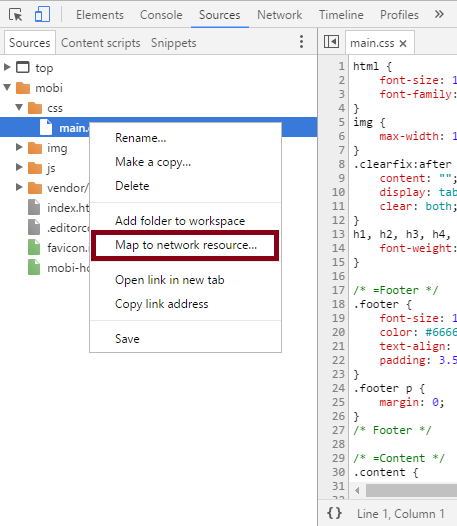 Elements Console Sources Network Timeline Profiles »
Sources Content scripts Snippets
main.css ×
top
mobi
css
main.
img
js
vendor/
index.ht
.editorco
favicon.i
mobi-ho
Rename...
Make a copy...
Delete
Add folder to workspace
Map to network resource...
Open link in new tab
Copy link address
Save
1 html {
2 font-size: 1
3 font-family:
4 }
5 img {
6 max-width: 1
7 }
8 .clearfix:after
9 content: "";
10 display: tab
11 clear: both;
12 }
13 h1, h2, h3, h4,
14 font-weight:
15 }
16
17 /* =Footer */
18 .footer {
19 font-size: 1
20 color: #6666
21 text-align:
22 padding: 3.5
23 }
24 .footer p {
25 margin: 0;
26 }
27 /* Footer */
28
29 /* =Content */
30 .content {
31
{} Line 1, Column 1